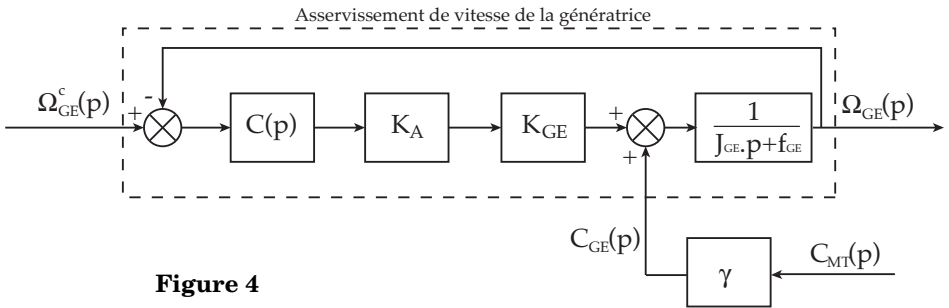 Asservissement de vitesse de la génératrice
Ω^c_GE(p)
+
-
C(p)
K_A
K_GE
+
+
1
J_GE.p+f_GE
Ω_GE(p)
C_GE(p)
γ
C_MT(p)
Figure 4